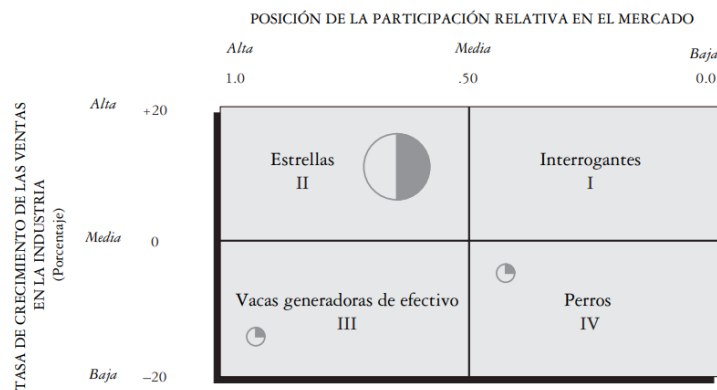 POSICIÓN DE LA PARTICIPACIÓN RELATIVA EN EL MERCADO
Alta
Media
Baja
1.0
.50
0.0
TASA DE CRECIMIENTO DE LAS VENTAS
EN LA INDUSTRIA
(Porcentaje)
Alta +20
Media 0
Baja –20
Estrellas
II
Interrogantes
I
Vacas generadoras de efectivo
III
Perros
IV